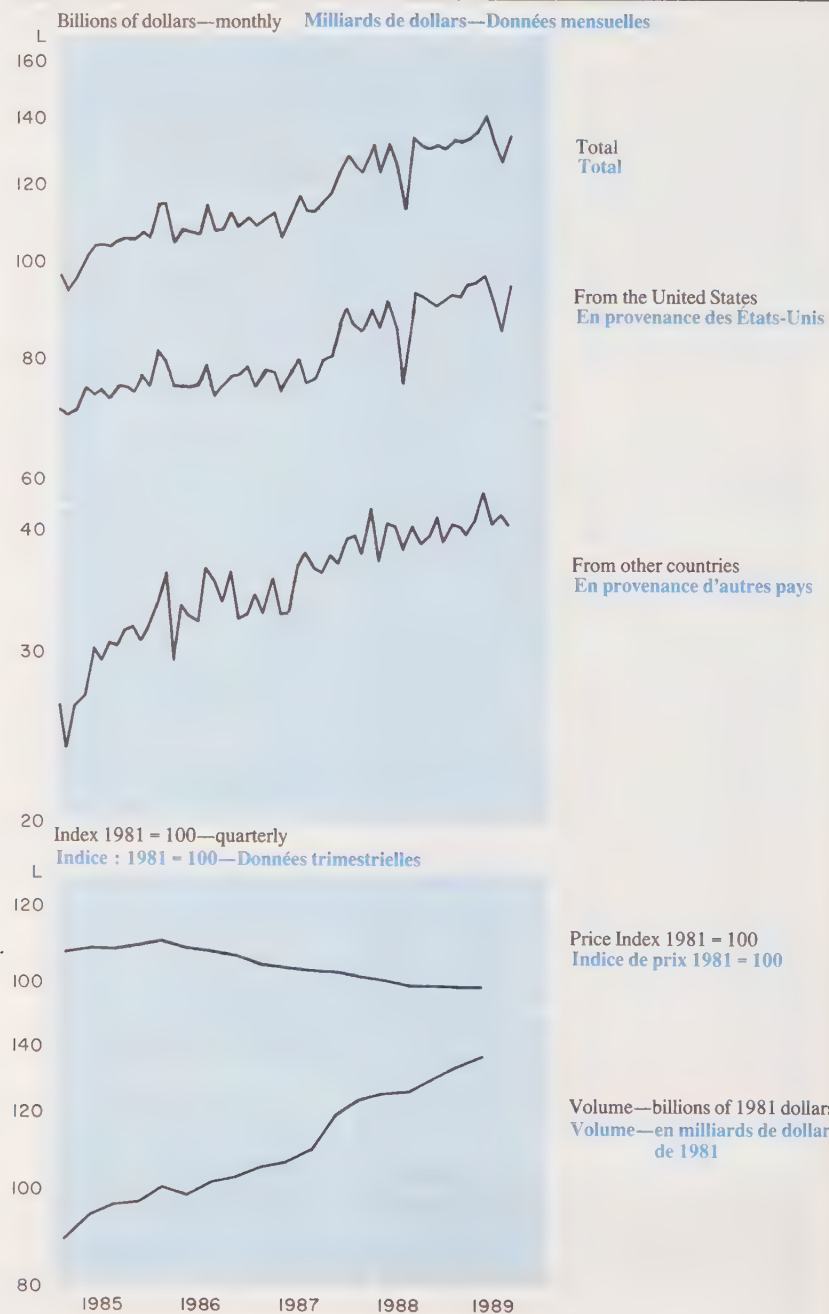 Billions of dollars—monthly Milliards de dollars—Données mensuelles
L
160
140
120
100
80
60
40
30
20
Total
Total
From the United States
En provenance des États-Unis
From other countries
En provenance d'autres pays
Index 1981 = 100—quarterly
Indice : 1981 = 100—Données trimestrielles
L
120
100
140
120
100
80
Price Index 1981 = 100
Indice de prix 1981 = 100
Volume—billions of 1981 dollars
Volume—en milliards de dollar
de 1981
1985 1986 1987 1988 1989